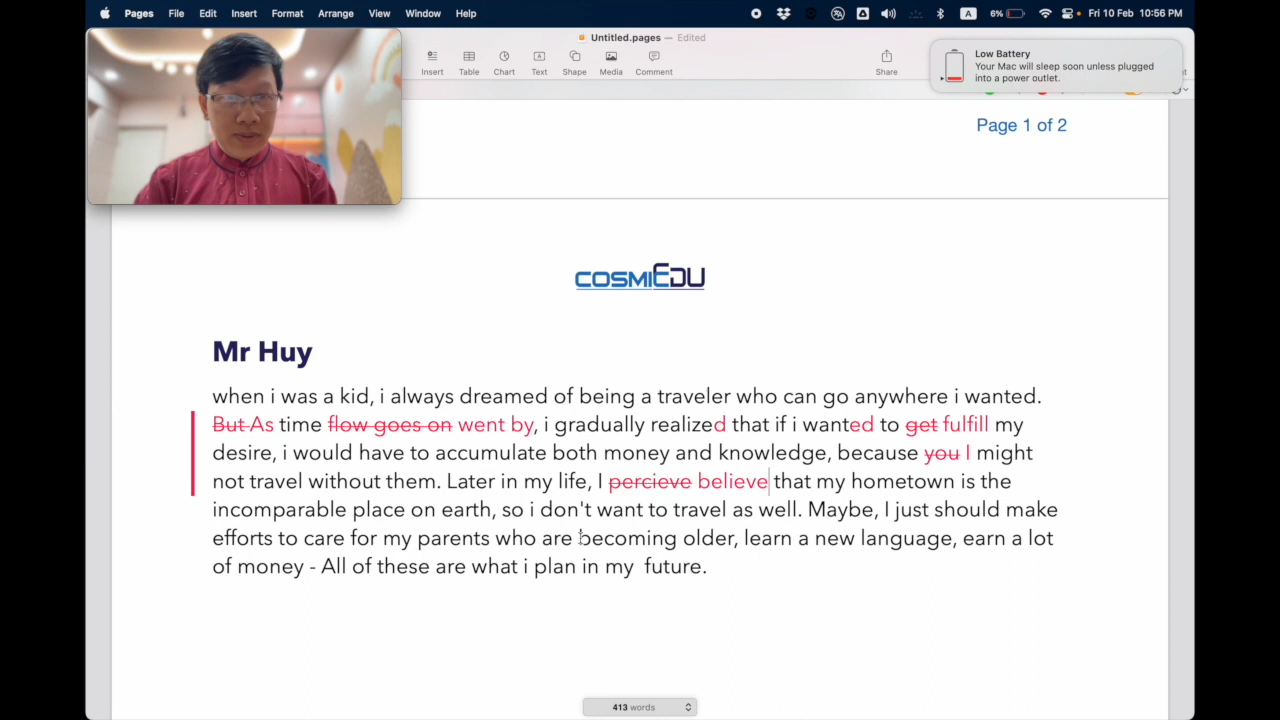 Pages File Edit Insert Format Arrange View Window Help
A 6% Fri 10 Feb 10:56 PM
Untitled.pages — Edited
Insert Table Chart Text Shape Media Comment Share
Low Battery
Your Mac will sleep soon unless plugged
into a power outlet.
Page 1 of 2
COSMIEDU
Mr Huy
when i was a kid, i always dreamed of being a traveler who can go anywhere i wanted.
But As time flow goes on went by, i gradually realized that if i wanted to get fulfill my
desire, i would have to accumulate both money and knowledge, because you I might
not travel without them. Later in my life, I percieve believe that my hometown is the
incomparable place on earth, so i don't want to travel as well. Maybe, I just should make
efforts to care for my parents who are becoming older, learn a new language, earn a lot
of money - All of these are what i plan in my future.
413 words